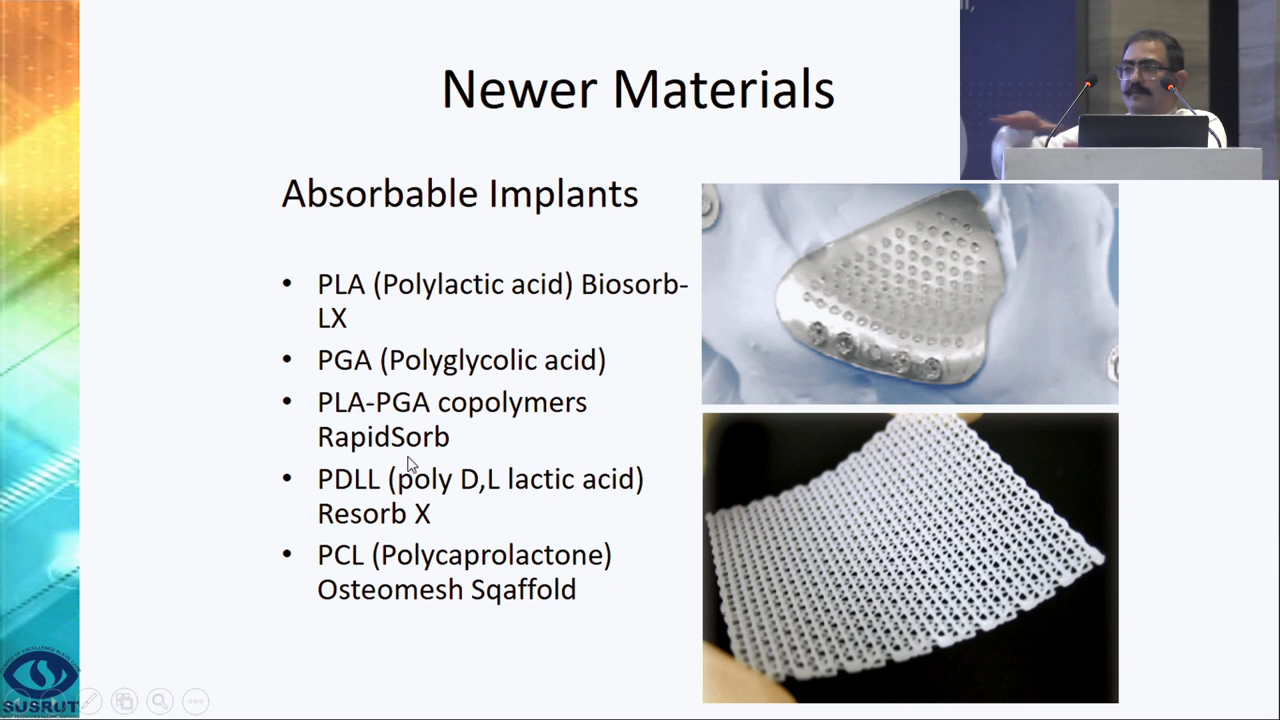 Newer Materials
Absorbable Implants
• PLA (Polylactic acid) Biosorb-
LX
• PGA (Polyglycolic acid)
• PLA-PGA copolymers
RapidSorb
• PDLL (poly D,L lactic acid)
Resorb X
• PCL (Polycaprolactone)
Osteomesh Sqaffold
SUSRUT